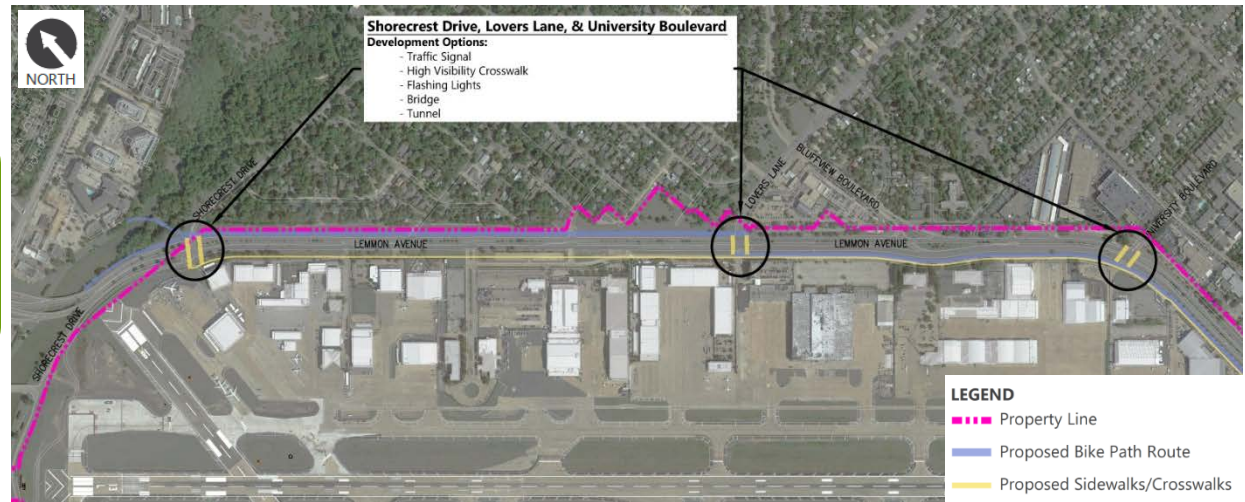 NORTH
Shorecrest Drive, Lovers Lane, & University Boulevard
Development Options:
- Traffic Signal
- High Visibility Crosswalk
- Flashing Lights
- Bridge
- Tunnel
SHORECREST DRIVE
LOVERS LANE
BLUFFVIEW BOULEVARD
UNIVERSITY BOULEVARD
LEMMON AVENUE
LEMMON AVENUE
SHORECREST DRIVE
LEGEND
Property Line
Proposed Bike Path Route
Proposed Sidewalks/Crosswalks